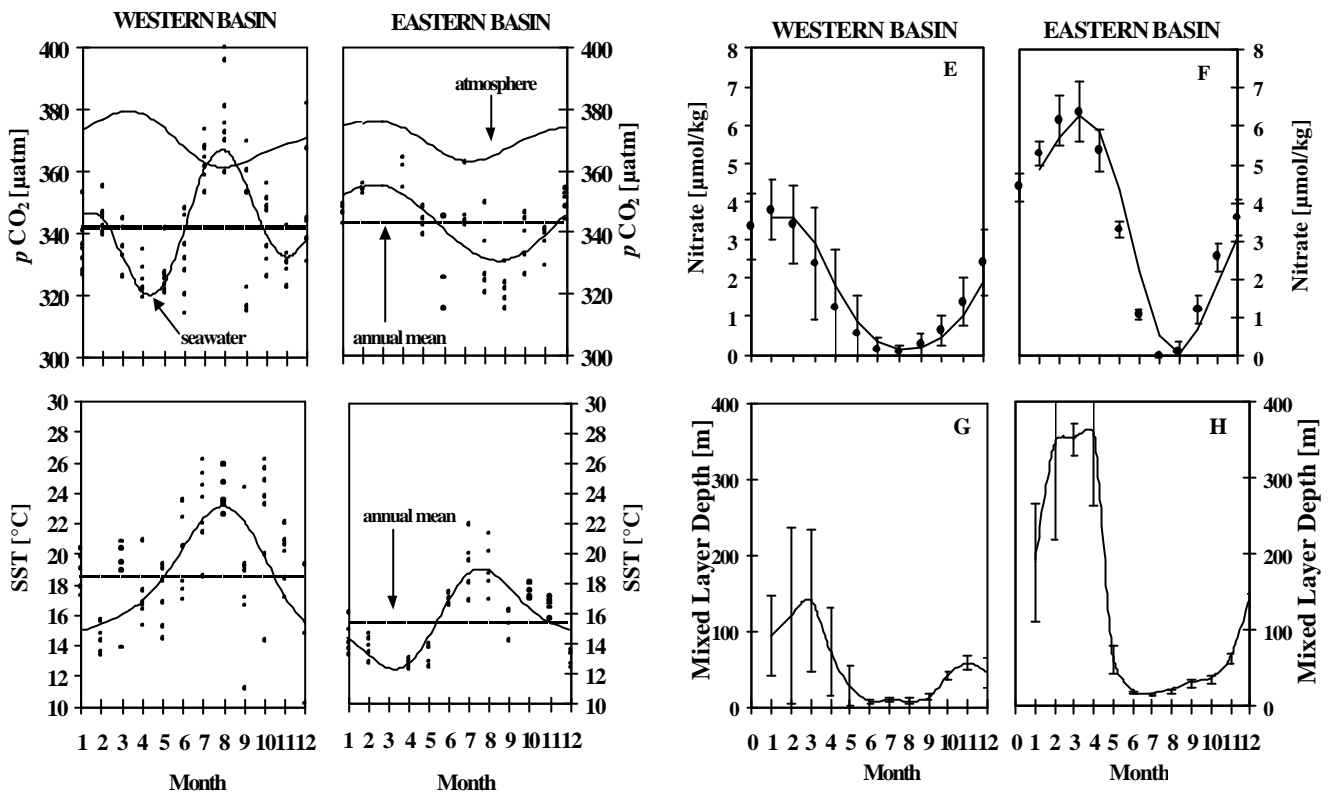 WESTERN BASIN
EASTERN BASIN
400
380
360
340
320
300
p CO₂ [µatm]
seawater
atmosphere
annual mean
400
380
360
340
320
300
p CO₂ [µatm]
30
28
26
24
22
20
18
16
14
12
10
SST [°C]
annual mean
30
28
26
24
22
20
18
16
14
12
10
SST [°C]
1 2 3 4 5 6 7 8 9 10 11 12
1 2 3 4 5 6 7 8 9 10 11 12
Month
Month
WESTERN BASIN
EASTERN BASIN
8
7
6
5
4
3
2
1
0
Nitrate [µmol/kg]
E
F
8
7
6
5
4
3
2
1
0
Nitrate [µmol/kg]
400
300
200
100
0
Mixed Layer Depth [m]
G
H
400
300
200
100
0
Mixed Layer Depth [m]
0 1 2 3 4 5 6 7 8 9 10 11 12
0 1 2 3 4 5 6 7 8 9 10 11 12
Month
Month